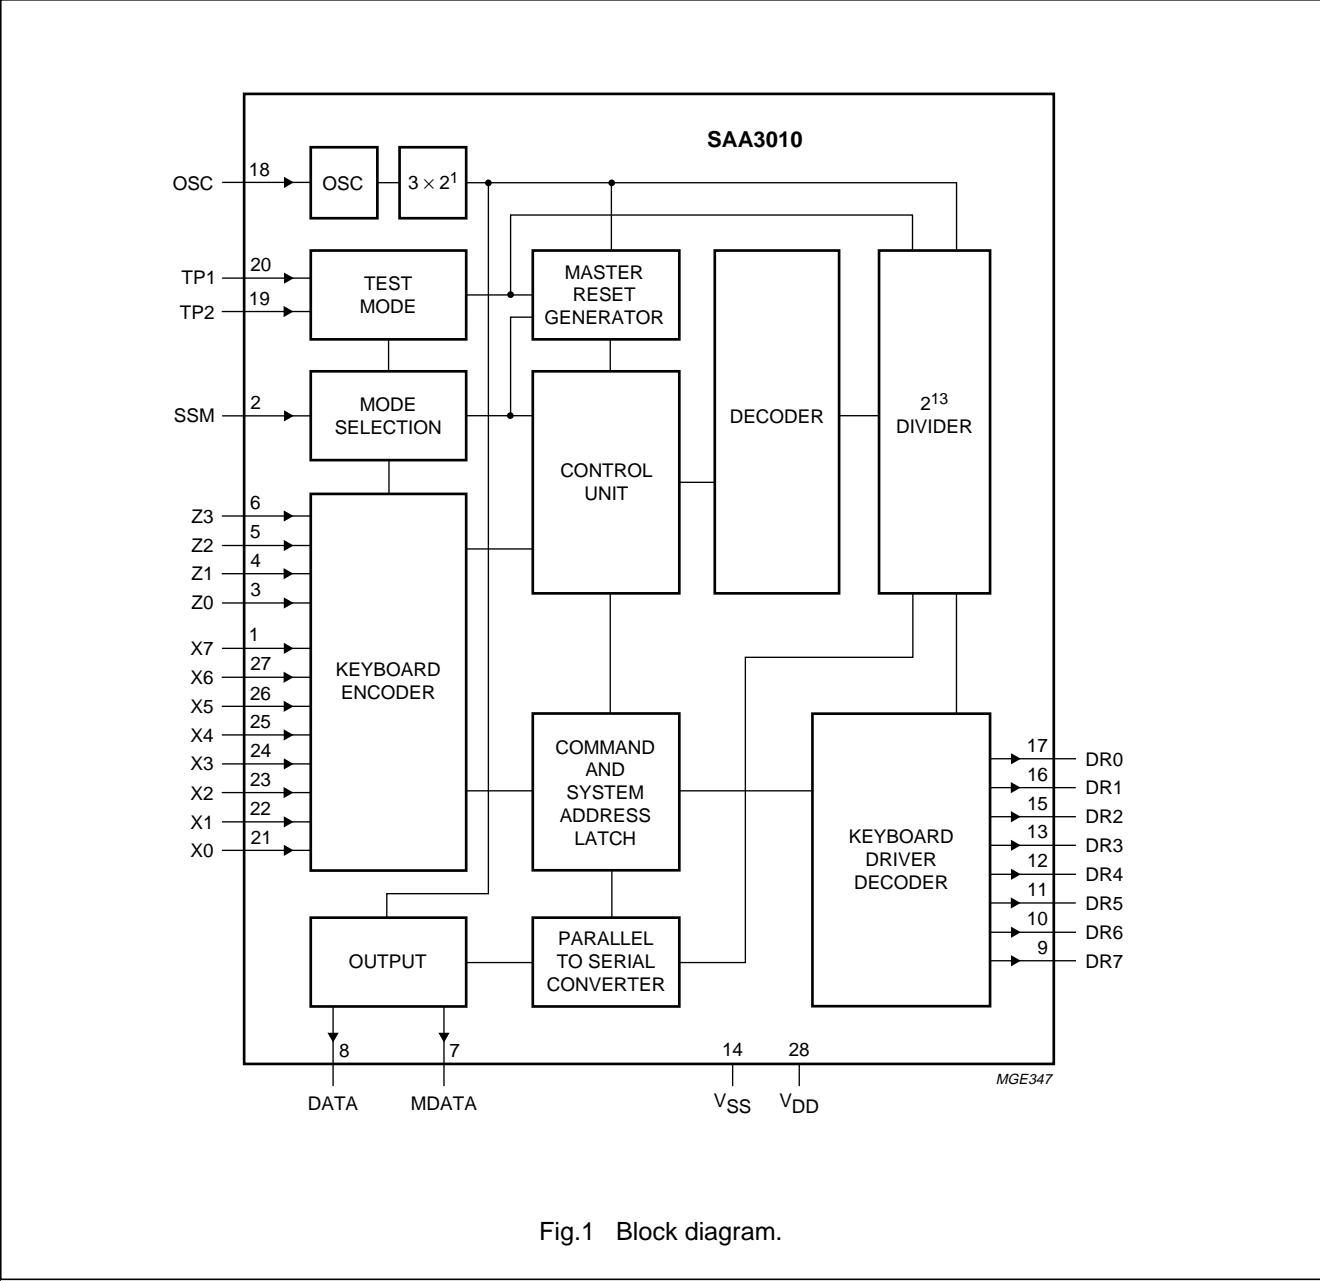 SAA3010
OSC 18 OSC 3 × 2¹
TP1 20
TP2 19
TEST
MODE
MASTER
RESET
GENERATOR
SSM 2
MODE
SELECTION
CONTROL
UNIT
DECODER
2¹³
DIVIDER
Z3 6
Z2 5
Z1 4
Z0 3
X7 1
X6 27
X5 26
X4 25
X3 24
X2 23
X1 22
X0 21
KEYBOARD
ENCODER
COMMAND
AND
SYSTEM
ADDRESS
LATCH
KEYBOARD
DRIVER
DECODER
17 DR0
16 DR1
15 DR2
13 DR3
12 DR4
11 DR5
10 DR6
9 DR7
OUTPUT
PARALLEL
TO SERIAL
CONVERTER
8 7 14 28
MGE347
DATA MDATA VSS VDD
Fig.1 Block diagram.